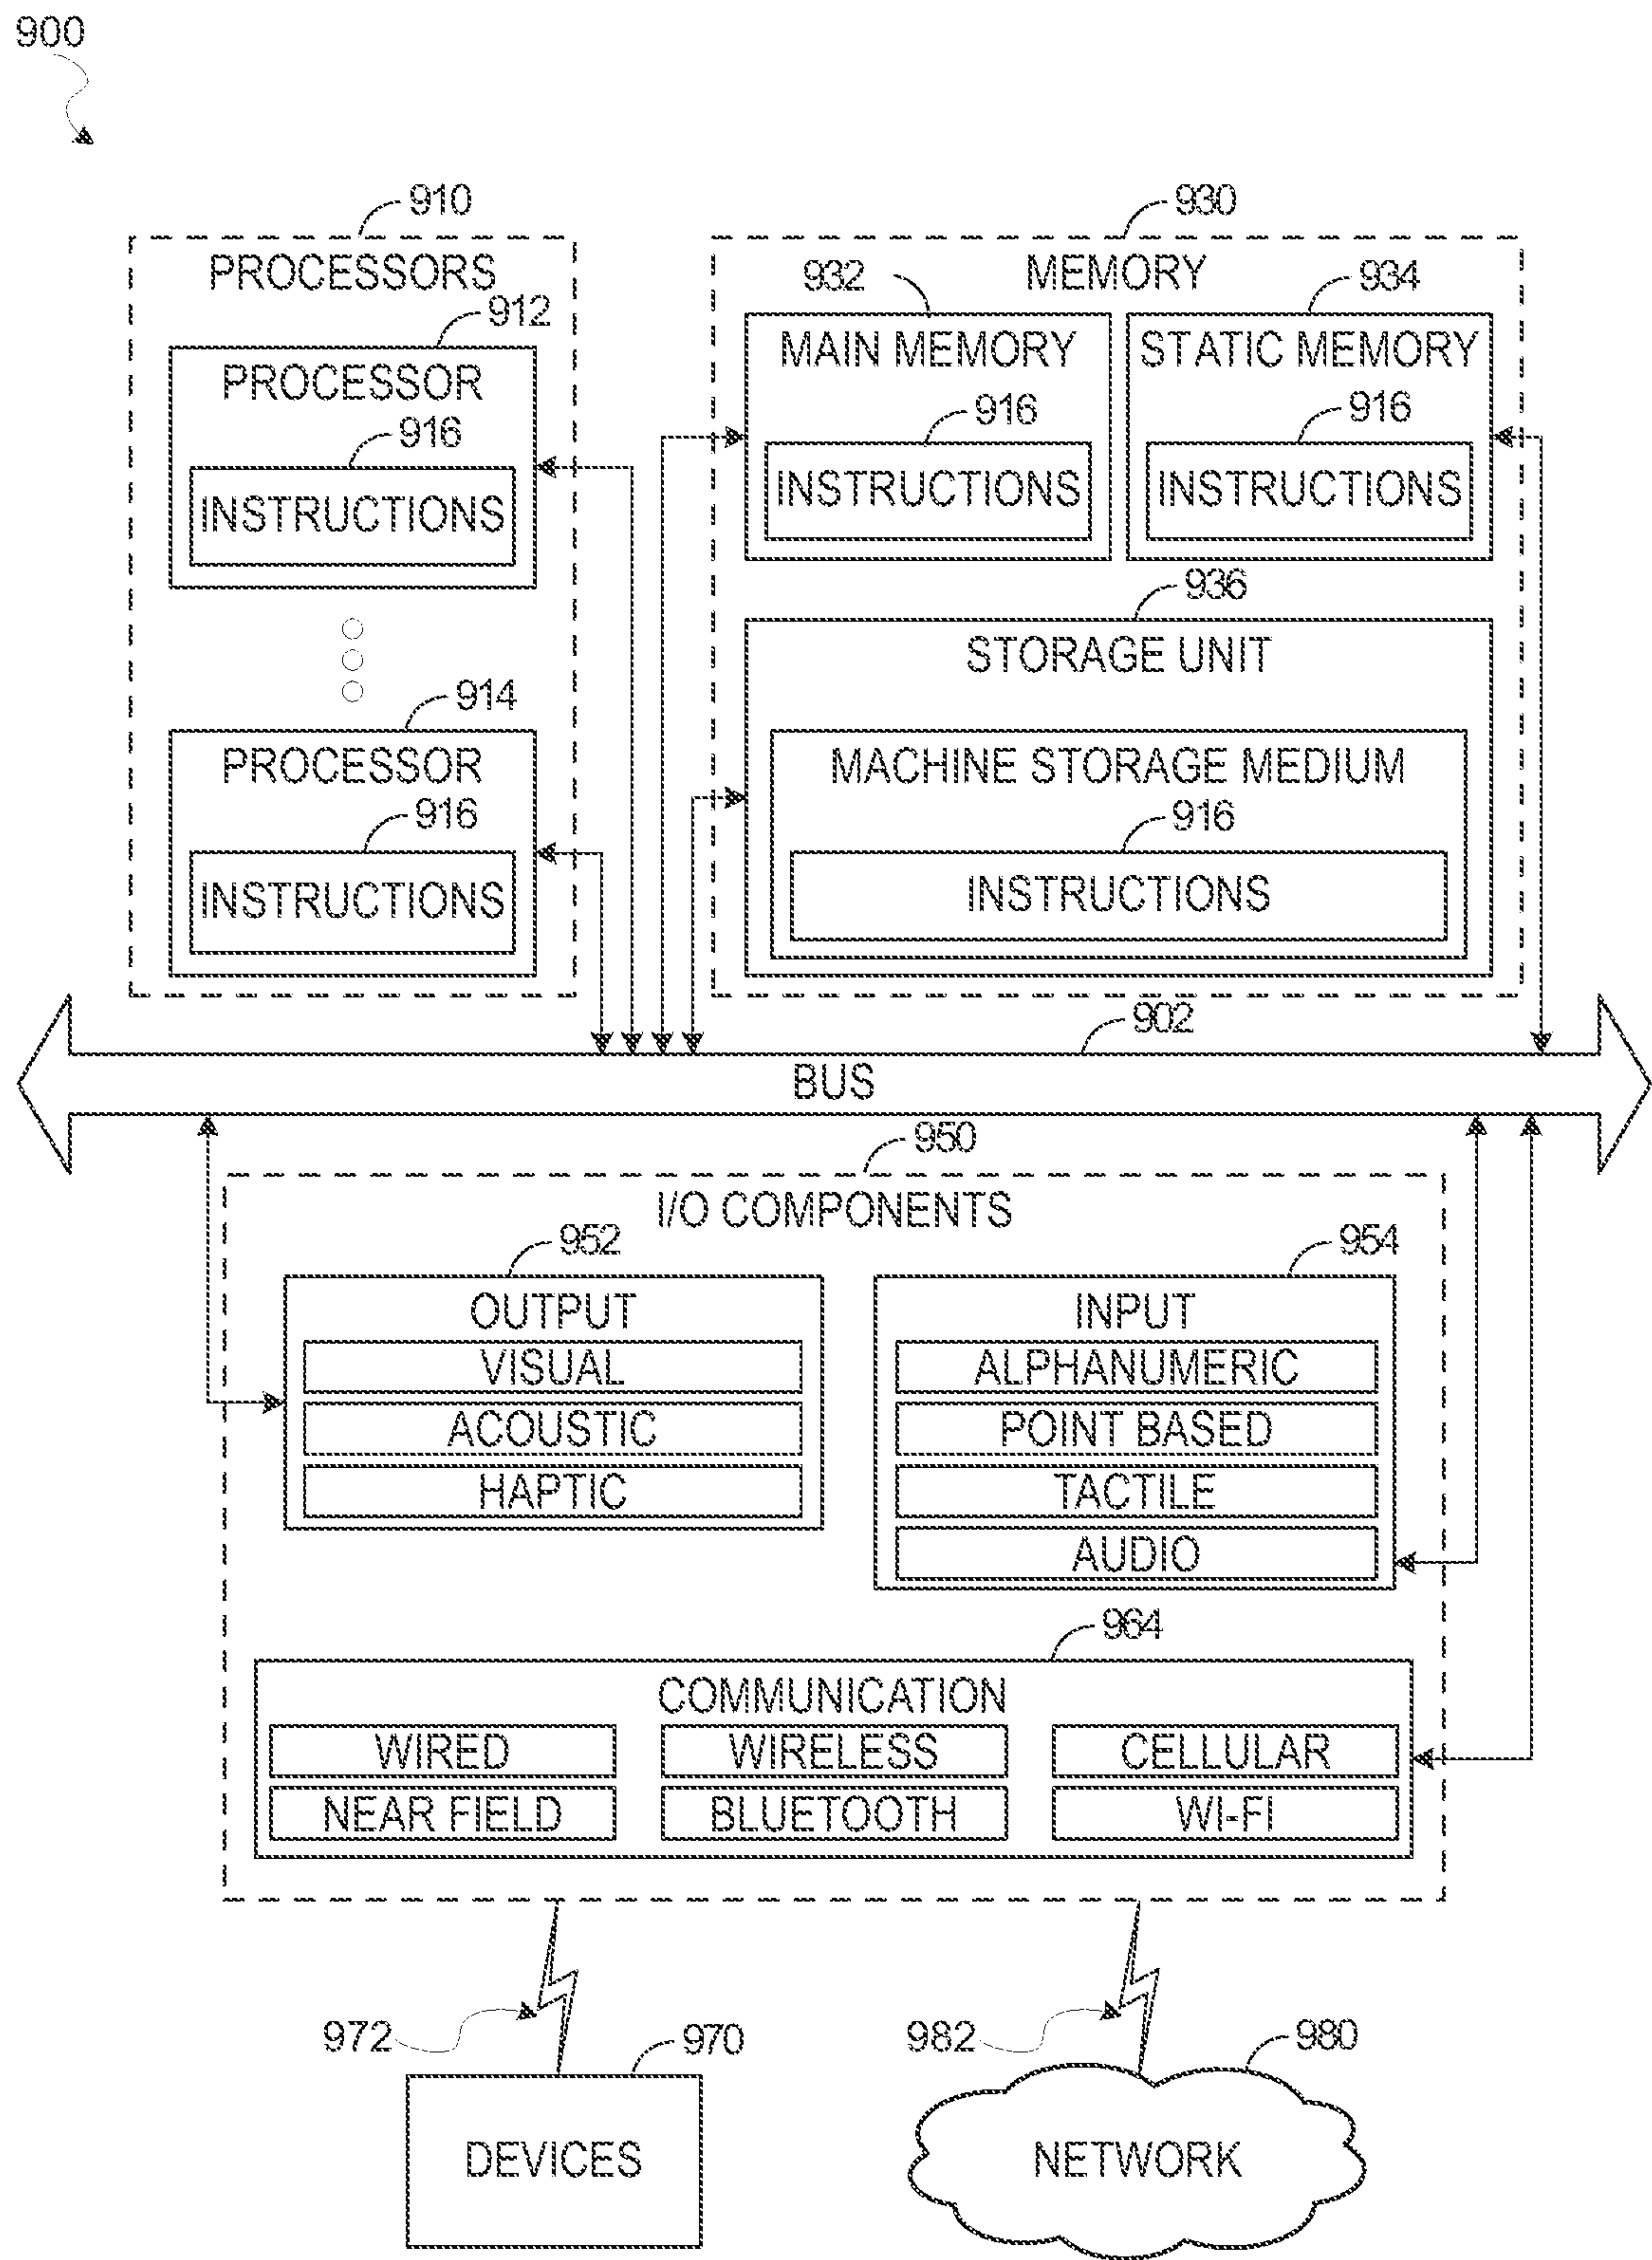 900
910
PROCESSORS
912
PROCESSOR
916
INSTRUCTIONS
914
PROCESSOR
916
INSTRUCTIONS
930
MEMORY
932
MAIN MEMORY
916
INSTRUCTIONS
934
STATIC MEMORY
916
INSTRUCTIONS
936
STORAGE UNIT
MACHINE STORAGE MEDIUM
916
INSTRUCTIONS
902
BUS
950
I/O COMPONENTS
952
OUTPUT
VISUAL
ACOUSTIC
HAPTIC
954
INPUT
ALPHANUMERIC
POINT BASED
TACTILE
AUDIO
964
COMMUNICATION
WIRED
WIRELESS
CELLULAR
NEAR FIELD
BLUETOOTH
WI-FI
972
970
DEVICES
982
980
NETWORK